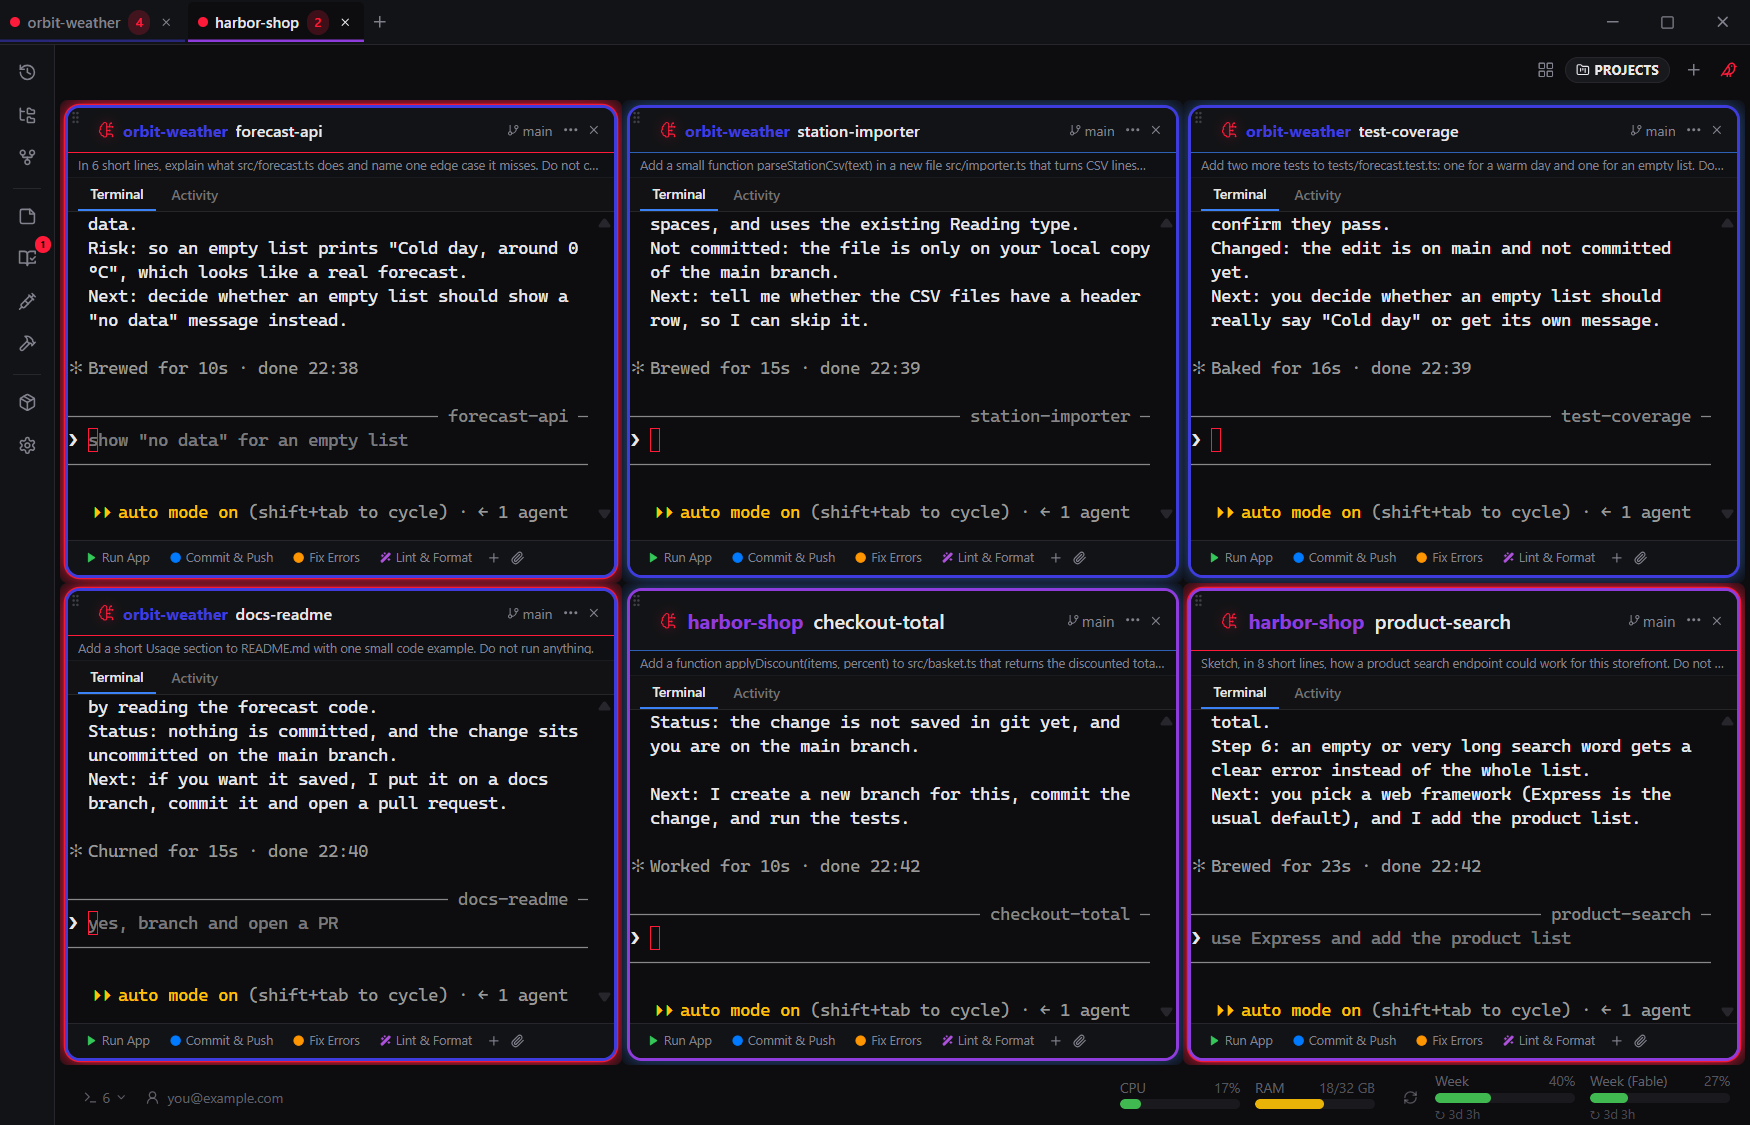 orbit-weather 4
harbor-shop 2
PROJECTS
1
orbit-weather forecast-api
main
In 6 short lines, explain what src/forecast.ts does and name one edge case it misses. Do not c...
Terminal Activity
data.
Risk: so an empty list prints "Cold day, around 0
°C", which looks like a real forecast.
Next: decide whether an empty list should show a
"no data" message instead.
Brewed for 10s · done 22:38
forecast-api
❯ show "no data" for an empty list
auto mode on (shift+tab to cycle) · ← 1 agent
Run App Commit & Push Fix Errors Lint & Format
orbit-weather station-importer
main
Add a small function parseStationCsv(text) in a new file src/importer.ts that turns CSV lines...
Terminal Activity
spaces, and uses the existing Reading type.
Not committed: the file is only on your local copy
of the main branch.
Next: tell me whether the CSV files have a header
row, so I can skip it.
Brewed for 15s · done 22:39
station-importer
❯
auto mode on (shift+tab to cycle) · ← 1 agent
Run App Commit & Push Fix Errors Lint & Format
orbit-weather test-coverage
main
Add two more tests to tests/forecast.test.ts: one for a warm day and one for an empty list. Do...
Terminal Activity
confirm they pass.
Changed: the edit is on main and not committed
yet.
Next: you decide whether an empty list should
really say "Cold day" or get its own message.
Baked for 16s · done 22:39
test-coverage
❯
auto mode on (shift+tab to cycle) · ← 1 agent
Run App Commit & Push Fix Errors Lint & Format
orbit-weather docs-readme
main
Add a short Usage section to README.md with one small code example. Do not run anything.
Terminal Activity
by reading the forecast code.
Status: nothing is committed, and the change sits
uncommitted on the main branch.
Next: if you want it saved, I put it on a docs
branch, commit it and open a pull request.
Churned for 15s · done 22:40
docs-readme
❯ yes, branch and open a PR
auto mode on (shift+tab to cycle) · ← 1 agent
Run App Commit & Push Fix Errors Lint & Format
harbor-shop checkout-total
main
Add a function applyDiscount(items, percent) to src/basket.ts that returns the discounted tota...
Terminal Activity
Status: the change is not saved in git yet, and
you are on the main branch.
Next: I create a new branch for this, commit the
change, and run the tests.
Worked for 10s · done 22:42
checkout-total
❯
auto mode on (shift+tab to cycle) · ← 1 agent
Run App Commit & Push Fix Errors Lint & Format
harbor-shop product-search
main
Sketch, in 8 short lines, how a product search endpoint could work for this storefront. Do not ...
Terminal Activity
total.
Step 6: an empty or very long search word gets a
clear error instead of the whole list.
Next: you pick a web framework (Express is the
usual default), and I add the product list.
Brewed for 23s · done 22:42
product-search
❯ use Express and add the product list
auto mode on (shift+tab to cycle) · ← 1 agent
Run App Commit & Push Fix Errors Lint & Format
6
you@example.com
CPU 17%
RAM 18/32 GB
Week 40%
3d 3h
Week (Fable) 27%
3d 3h